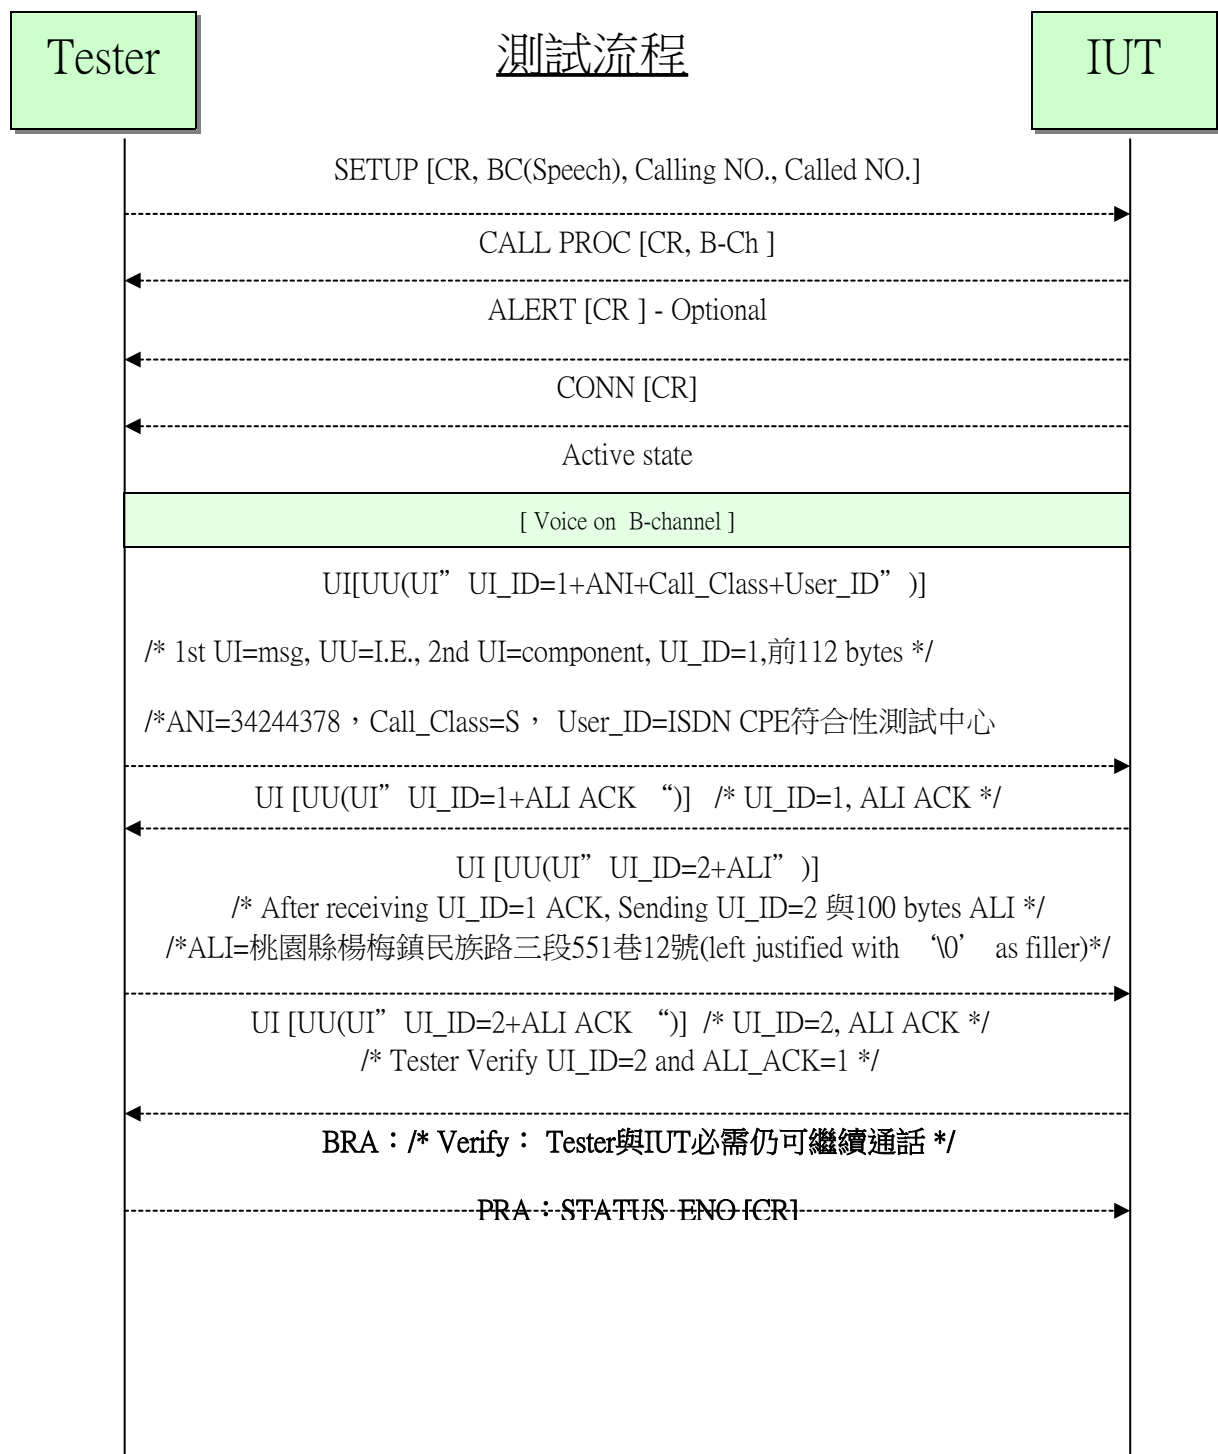 Tester
測試流程
IUT
SETUP [CR, BC(Speech), Calling NO., Called NO.]
CALL PROC [CR, B-Ch ]
ALERT [CR ] - Optional
CONN [CR]
Active state
[ Voice on B-channel ]
UI[UU(UI”UI_ID=1+ANI+Call_Class+User_ID”)]
/* 1st UI=msg, UU=I.E., 2nd UI=component, UI_ID=1,前112 bytes */
/*ANI=34244378，Call_Class=S， User_ID=ISDN CPE符合性測試中心
UI [UU(UI”UI_ID=1+ALI ACK “)] /* UI_ID=1, ALI ACK */
UI [UU(UI”UI_ID=2+ALI”)]
/* After receiving UI_ID=1 ACK, Sending UI_ID=2 與100 bytes ALI */
/*ALI=桃園縣楊梅鎮民族路三段551巷12號(left justified with ‘\0’ as filler)*/
UI [UU(UI”UI_ID=2+ALI ACK “)] /* UI_ID=2, ALI ACK */
/* Tester Verify UI_ID=2 and ALI_ACK=1 */
BRA：/* Verify： Tester與IUT必需仍可繼續通話 */
PRA：STATUS_ENQ [CR]